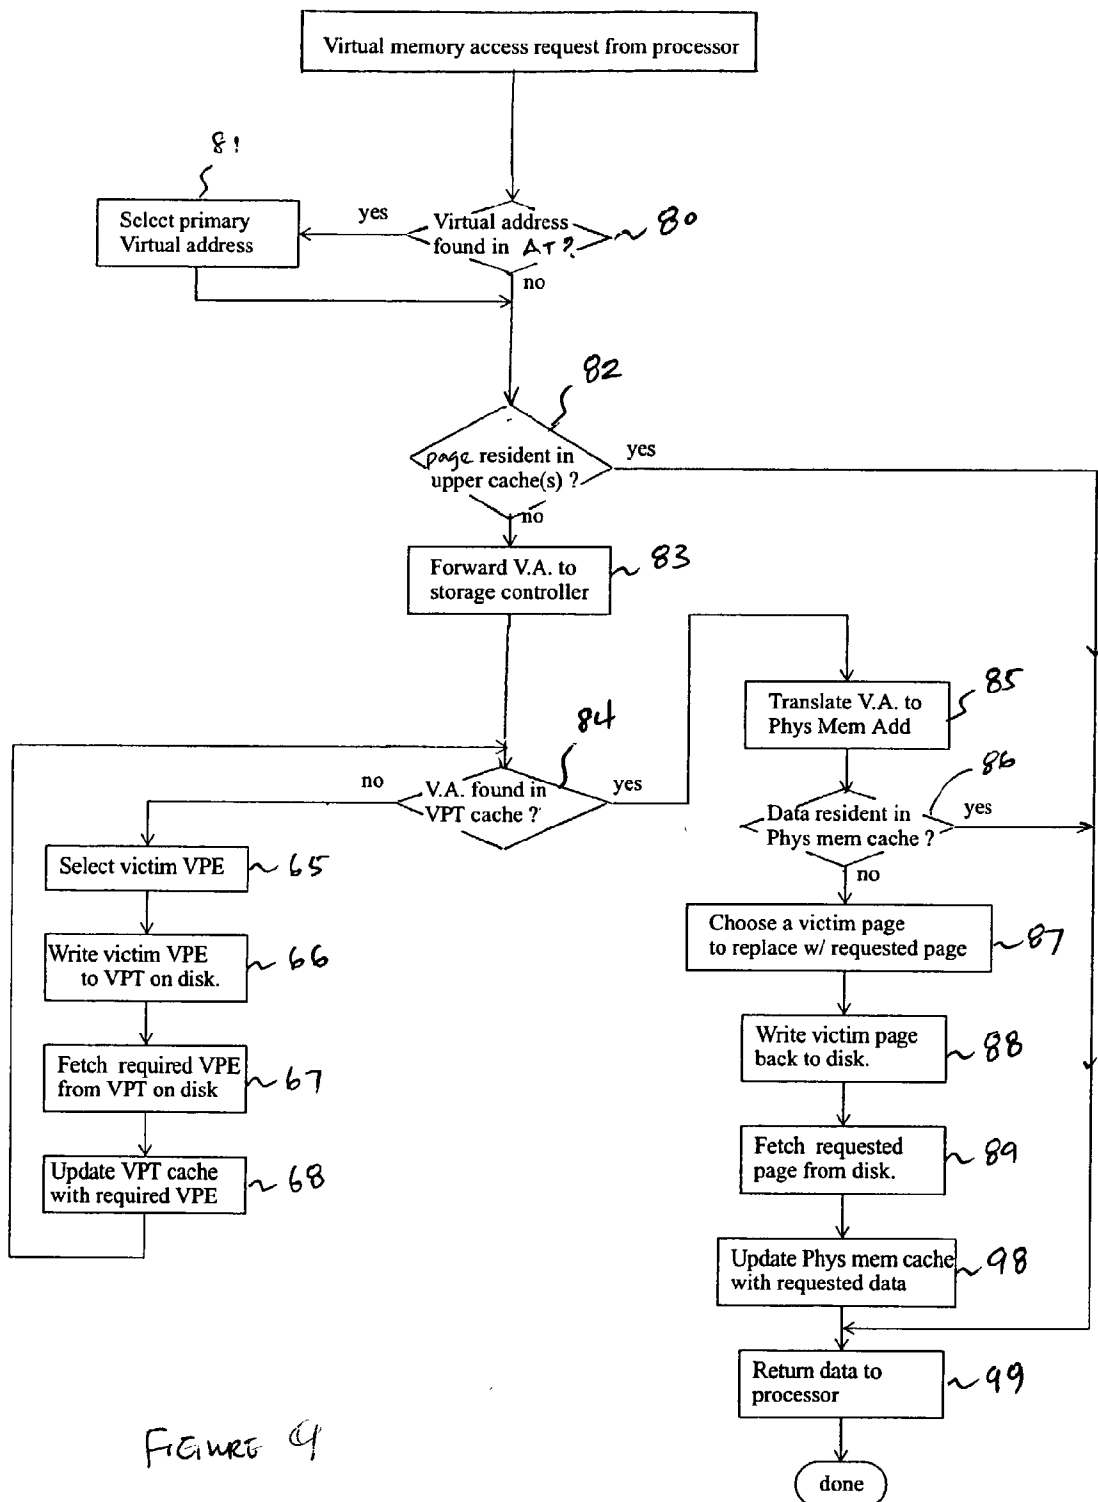 Virtual memory access request from processor
81
Select primary
Virtual address
yes
Virtual address
found in AT?
80
no
82
page resident in
upper cache(s) ?
yes
no
Forward V.A. to
storage controller
83
84
no
V.A. found in
VPT cache ?
yes
Translate V.A. to
Phys Mem Add
85
86
Data resident in
Phys mem cache ?
yes
no
Select victim VPE
65
Write victim VPE
to VPT on disk.
66
Fetch required VPE
from VPT on disk
67
Update VPT cache
with required VPE
68
Choose a victim page
to replace w/ requested page
87
Write victim page
back to disk.
88
Fetch requested
page from disk.
89
Update Phys mem cache
with requested data
98
Return data to
processor
99
done
FIGURE 9